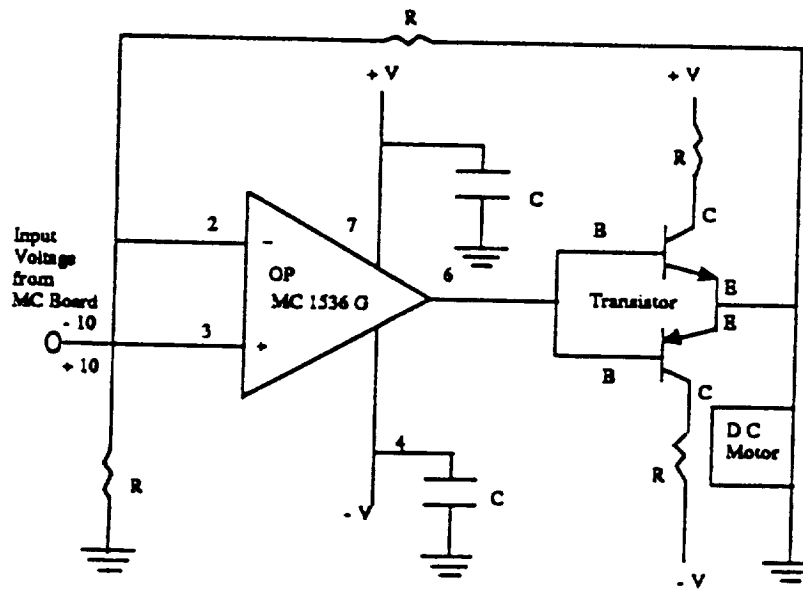 R
+ V
+ V
R
C
C
2
7
B
Input
Voltage
from
MC Board
- 10
+ 10
−
OP
MC 1536 G
6
Transistor
E
E
3
+
B
C
4
R
- V
C
R
D C
Motor
- V